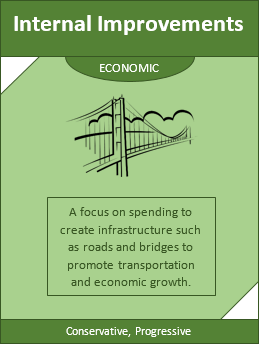 Internal Improvements
ECONOMIC
A focus on spending to
create infrastructure such
as roads and bridges to
promote transportation
and economic growth.
Conservative, Progressive